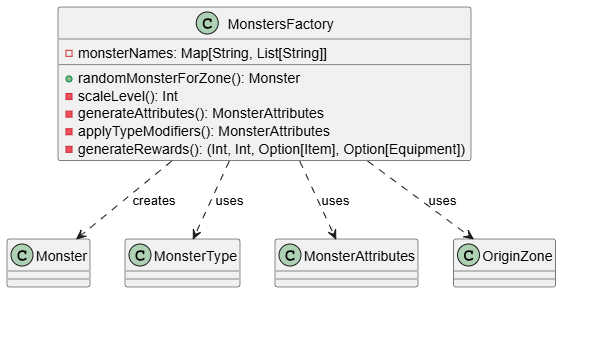 C MonstersFactory
monsterNames: Map[String, List[String]]
randomMonsterForZone(): Monster
scaleLevel(): Int
generateAttributes(): MonsterAttributes
applyTypeModifiers(): MonsterAttributes
generateRewards(): (Int, Int, Option[Item], Option[Equipment])
creates
uses
uses
uses
C Monster
C MonsterType
C MonsterAttributes
C OriginZone